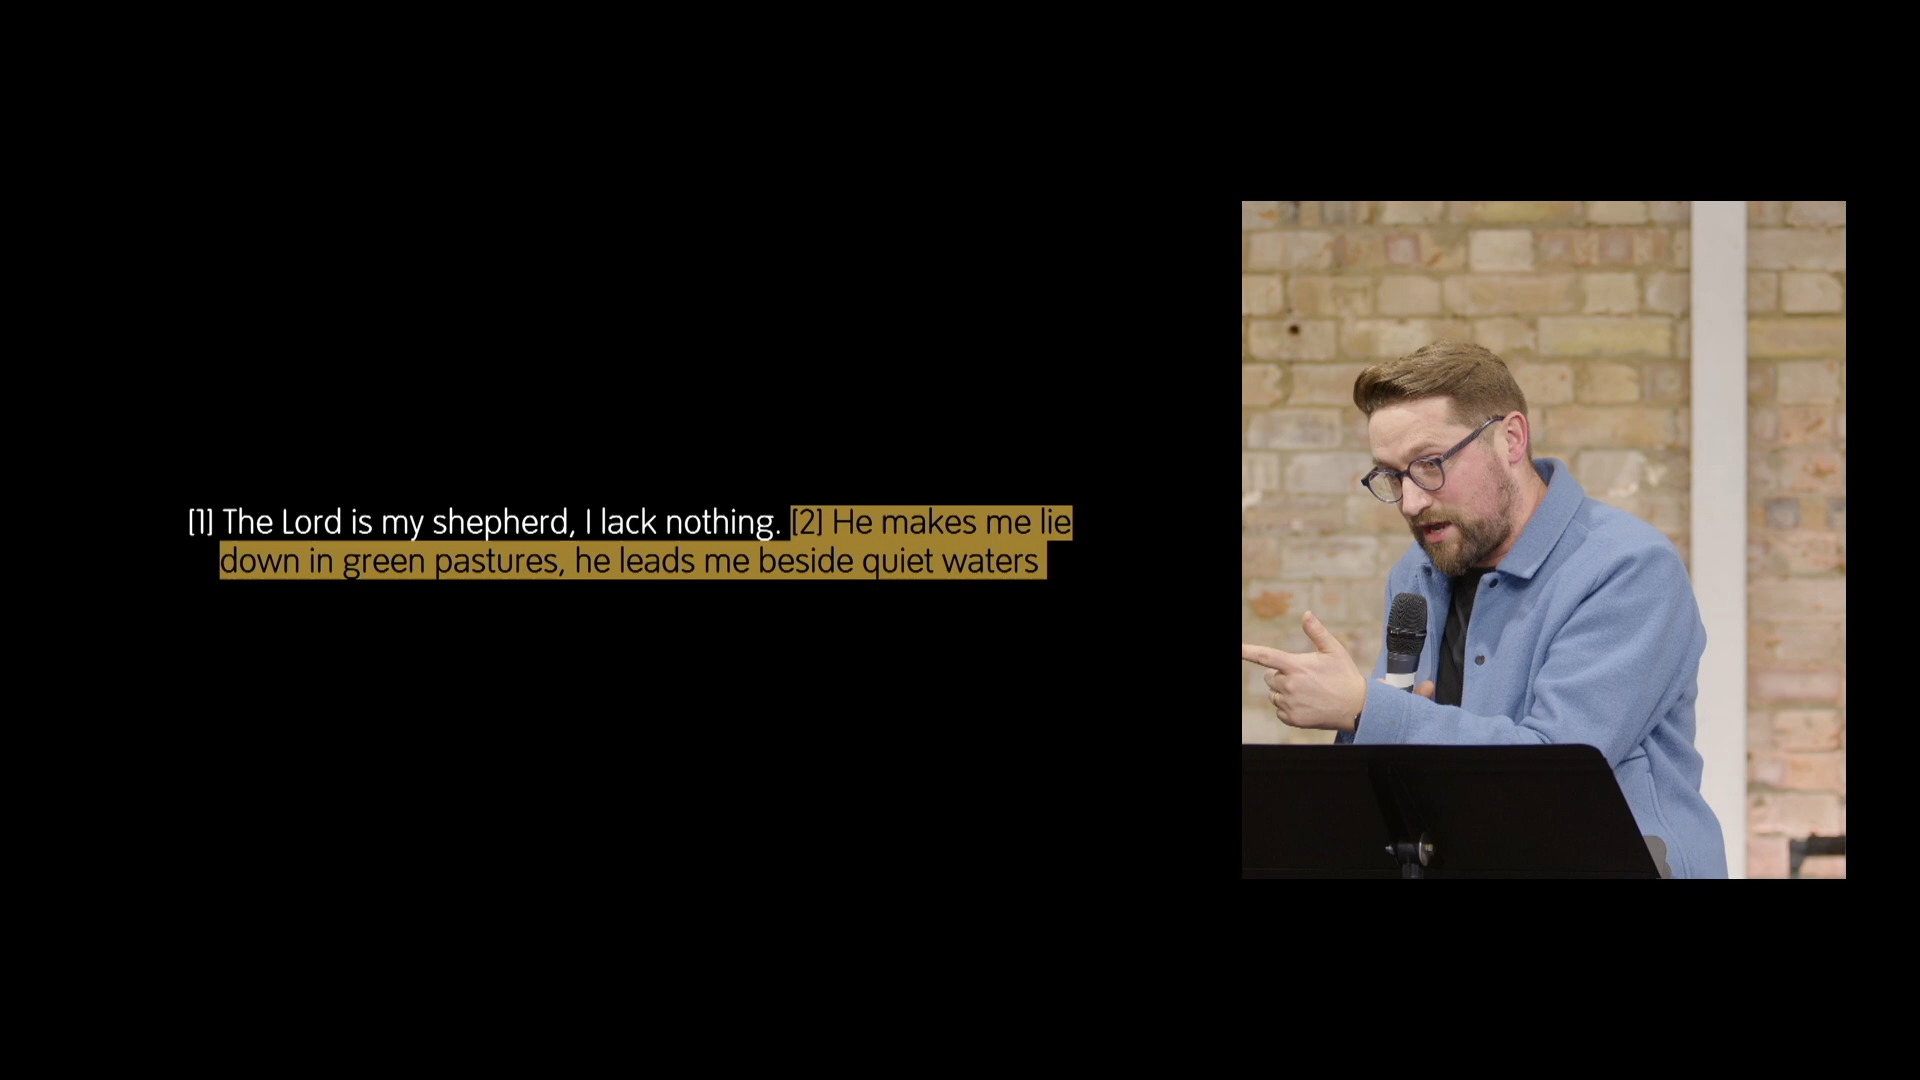 [1] The Lord is my shepherd, I lack nothing. [2] He makes me lie
down in green pastures, he leads me beside quiet waters